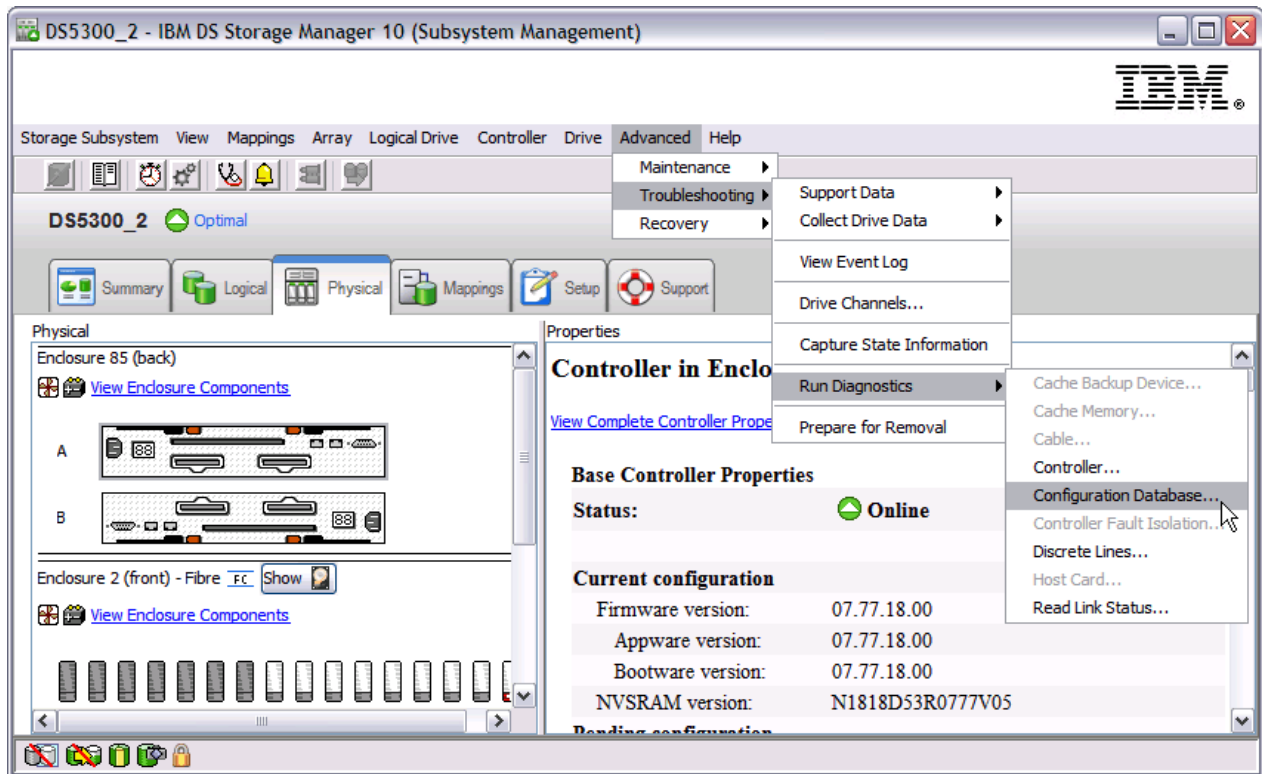 DS5300_2 - IBM DS Storage Manager 10 (Subsystem Management)
IBM®
Storage Subsystem View Mappings Array Logical Drive Controller Drive Advanced Help
Maintenance
Troubleshooting
Recovery
Support Data
Collect Drive Data
View Event Log
Drive Channels...
Capture State Information
Run Diagnostics
Prepare for Removal
Cache Backup Device...
Cache Memory...
Cable...
Controller...
Configuration Database...
Controller Fault Isolation...
Discrete Lines...
Host Card...
Read Link Status...
DS5300_2 Optimal
Summary Logical Physical Mappings Setup Support
Physical
Enclosure 85 (back)
View Enclosure Components
A 88
B 88
Enclosure 2 (front) - Fibre FC Show
View Enclosure Components
Properties
Controller in Enclo
View Complete Controller Prope
Base Controller Properties
Status: Online
Current configuration
Firmware version: 07.77.18.00
Appware version: 07.77.18.00
Bootware version: 07.77.18.00
NVSRAM version: N1818D53R0777V05
Pending configuration